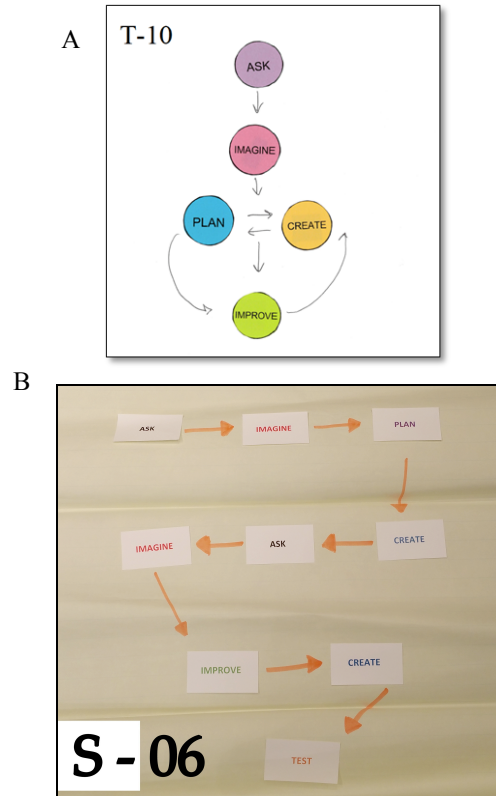 A
T-10
ASK
IMAGINE
PLAN
CREATE
IMPROVE
B
ASK
IMAGINE
PLAN
IMAGINE
ASK
CREATE
IMPROVE
CREATE
TEST
S - 06